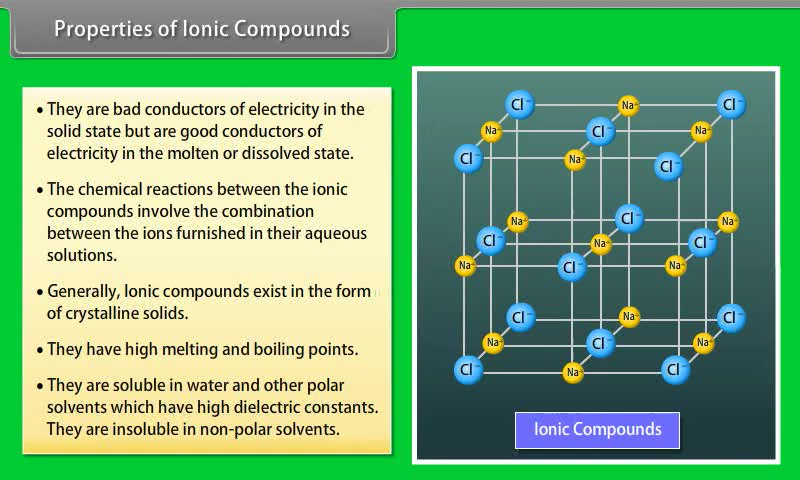 Properties of Ionic Compounds
• They are bad conductors of electricity in the
solid state but are good conductors of
electricity in the molten or dissolved state.
• The chemical reactions between the ionic
compounds involve the combination
between the ions furnished in their aqueous
solutions.
• Generally, Ionic compounds exist in the form
of crystalline solids.
• They have high melting and boiling points.
• They are soluble in water and other polar
solvents which have high dielectric constants.
They are insoluble in non-polar solvents.
Cl⁻ Na⁺ Cl⁻
Na⁺ Cl⁻ Na⁺
Cl⁻ Na⁺ Cl⁻
Na⁺ Cl⁻ Na⁺
Cl⁻ Na⁺ Cl⁻
Na⁺ Cl⁻ Na⁺
Cl⁻ Na⁺ Cl⁻
Na⁺ Cl⁻ Na⁺
Cl⁻ Na⁺ Cl⁻
Ionic Compounds